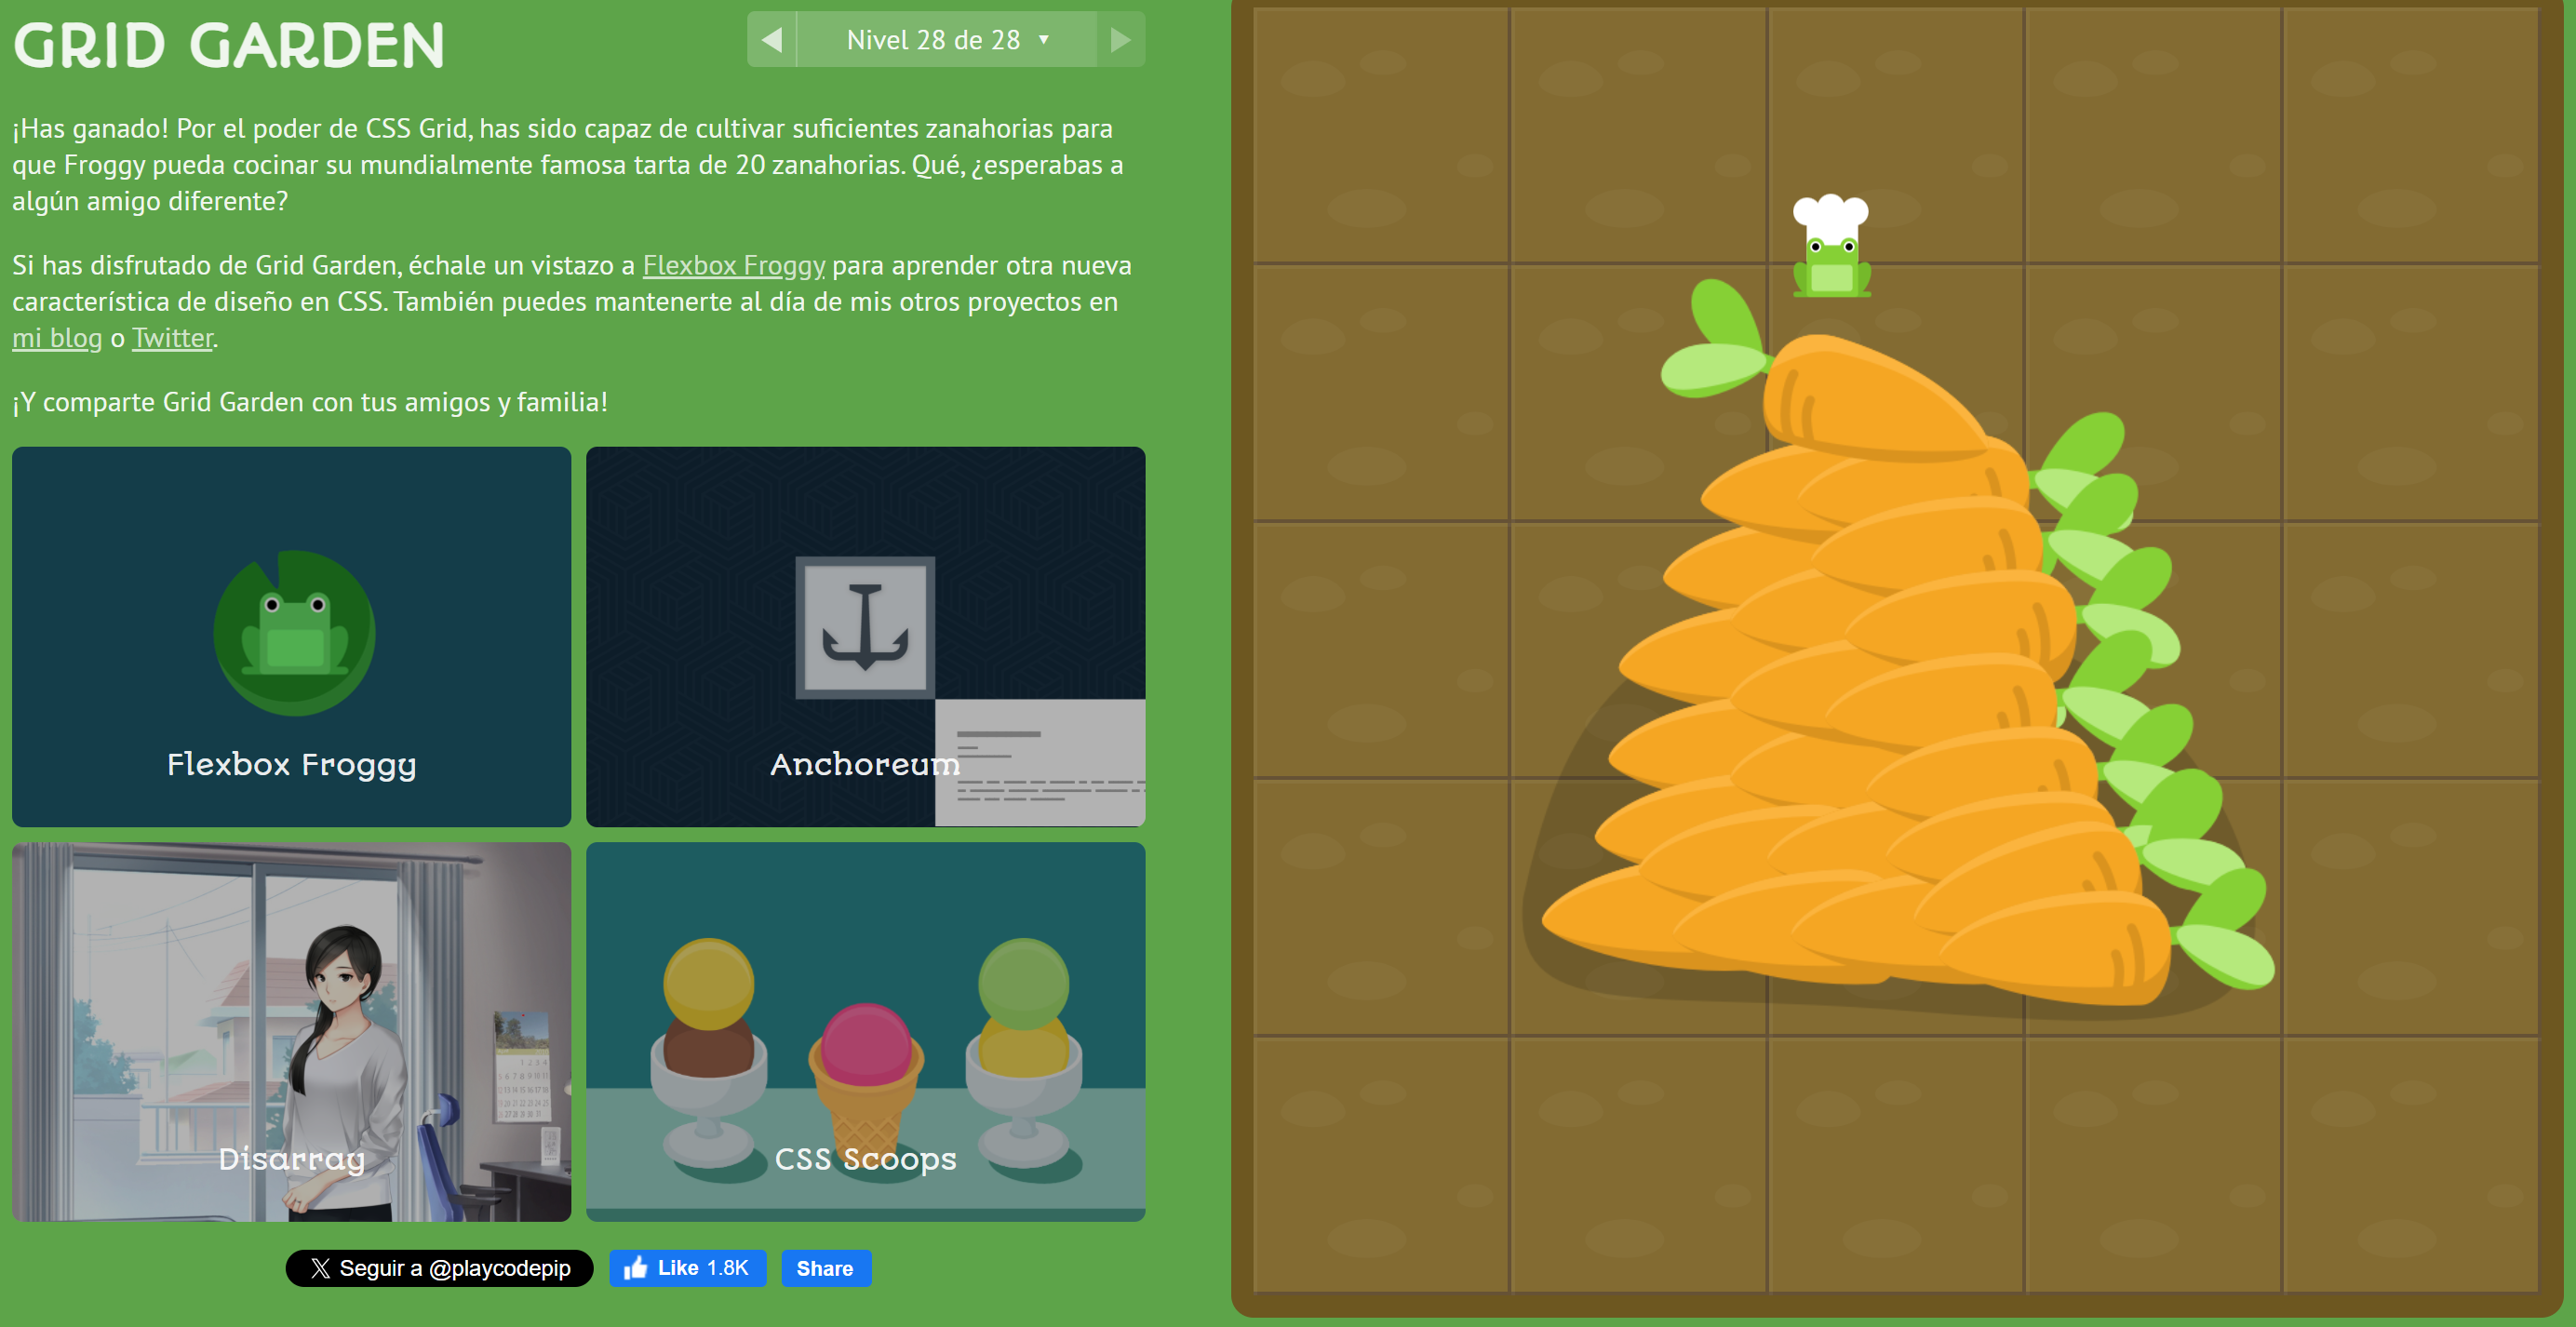 GRID GARDEN
Nivel 28 de 28 ▼
¡Has ganado! Por el poder de CSS Grid, has sido capaz de cultivar suficientes zanahorias para
que Froggy pueda cocinar su mundialmente famosa tarta de 20 zanahorias. Qué, ¿esperabas a
algún amigo diferente?
Si has disfrutado de Grid Garden, échale un vistazo a Flexbox Froggy para aprender otra nueva
característica de diseño en CSS. También puedes mantenerte al día de mis otros proyectos en
mi blog o Twitter.
¡Y comparte Grid Garden con tus amigos y familia!
Flexbox Froggy
Anchoreum
Disarray
CSS Scoops
Seguir a @playcodepip
Like 1.8K
Share